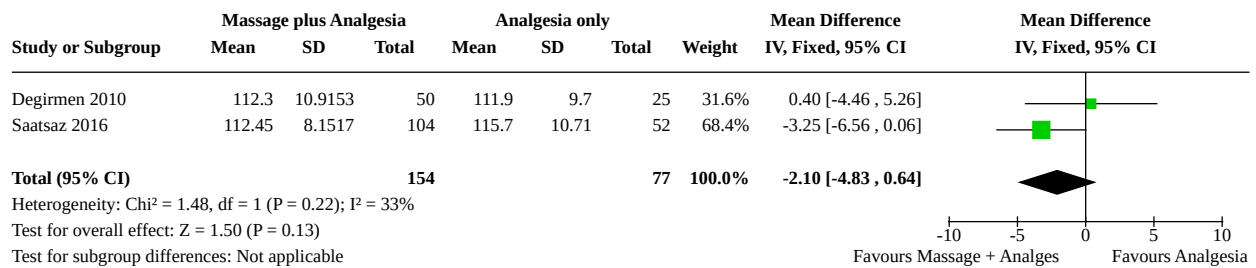 Massage plus Analgesia Analgesia only Mean Difference Mean Difference
Study or Subgroup Mean SD Total Mean SD Total Weight IV, Fixed, 95% CI IV, Fixed, 95% CI
Degirmen 2010 112.3 10.9153 50 111.9 9.7 25 31.6% 0.40 [-4.46 , 5.26]
Saatsaz 2016 112.45 8.1517 104 115.7 10.71 52 68.4% -3.25 [-6.56 , 0.06]
Total (95% CI) 154 77 100.0% -2.10 [-4.83 , 0.64]
Heterogeneity: Chi² = 1.48, df = 1 (P = 0.22); I² = 33%
Test for overall effect: Z = 1.50 (P = 0.13)
-10 -5 0 5 10
Test for subgroup differences: Not applicable Favours Massage + Analges Favours Analgesia